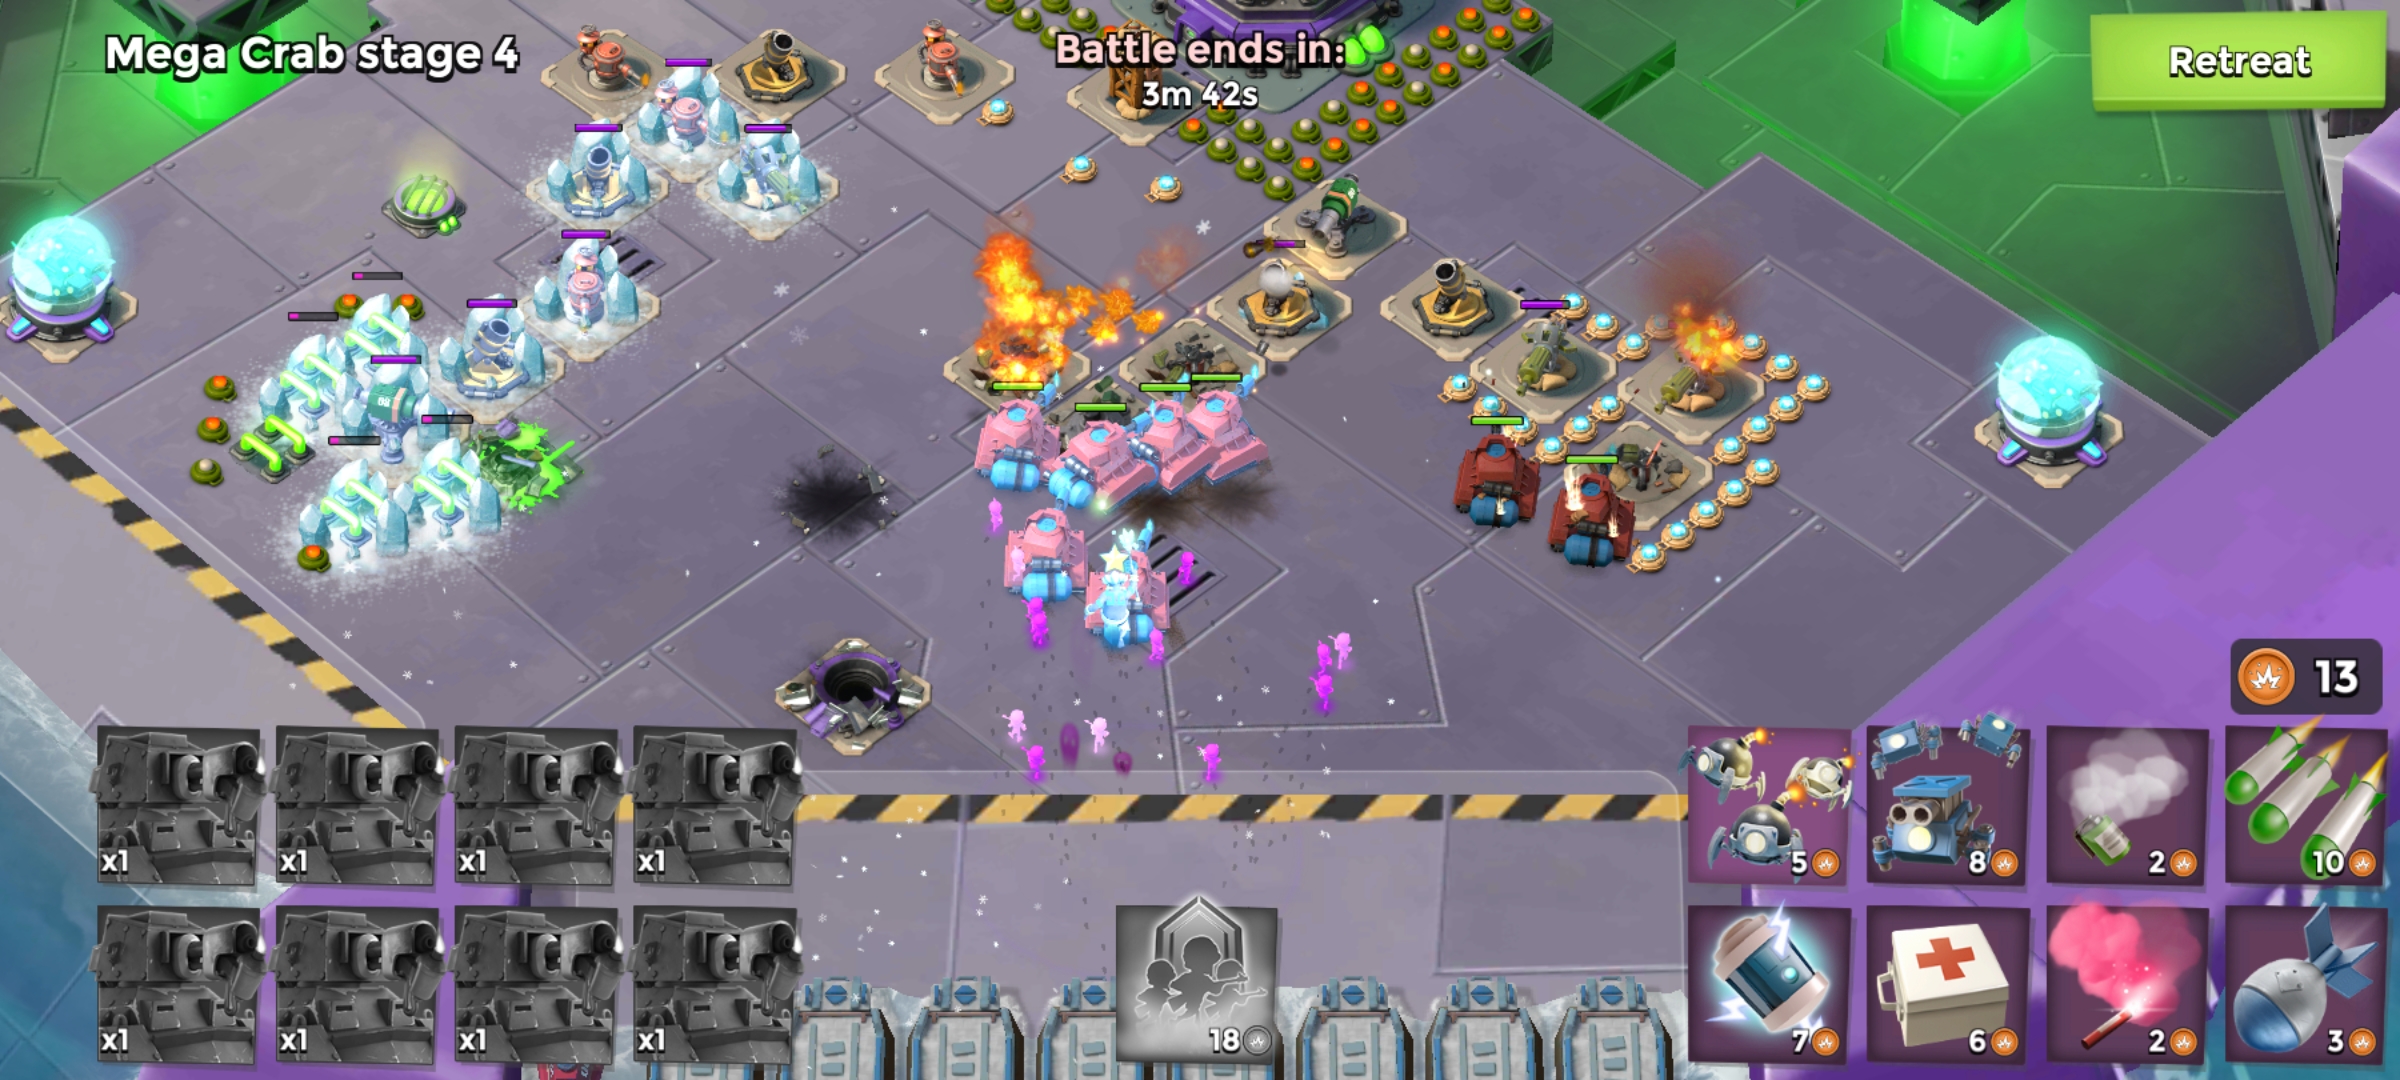 Mega Crab stage 4
Battle ends in:
3m 42s
Retreat
13
x1
x1
x1
x1
5
8
2
10
x1
x1
x1
x1
18
7
6
2
3